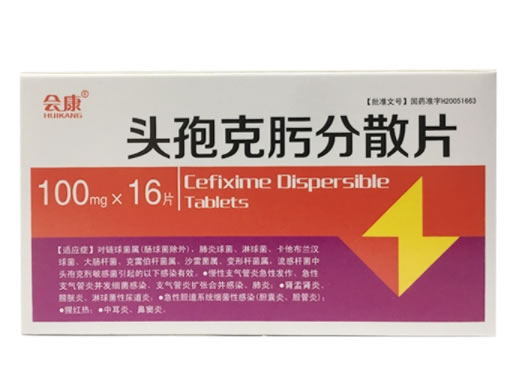 会康®
HUIKANG
【批准文号】国药准字H20051663
头孢克肟分散片
100mg×16片
Cefixime Dispersible
Tablets
【适应症】对链球菌属(肠球菌除外)，肺炎球菌、淋球菌、卡他布兰汉
球菌、大肠杆菌、克雷伯杆菌属、沙雷菌属、变形杆菌属，流感杆菌中
头孢克肟敏感菌引起的以下感染有效。●慢性支气管炎急性发作、急性
支气管炎并发细菌感染、支气管炎扩张合并感染、肺炎；●肾盂肾炎、
膀胱炎、淋球菌性尿道炎；●急性胆道系统细菌性感染(胆囊炎、胆管炎)；
●猩红热；●中耳炎、鼻窦炎。